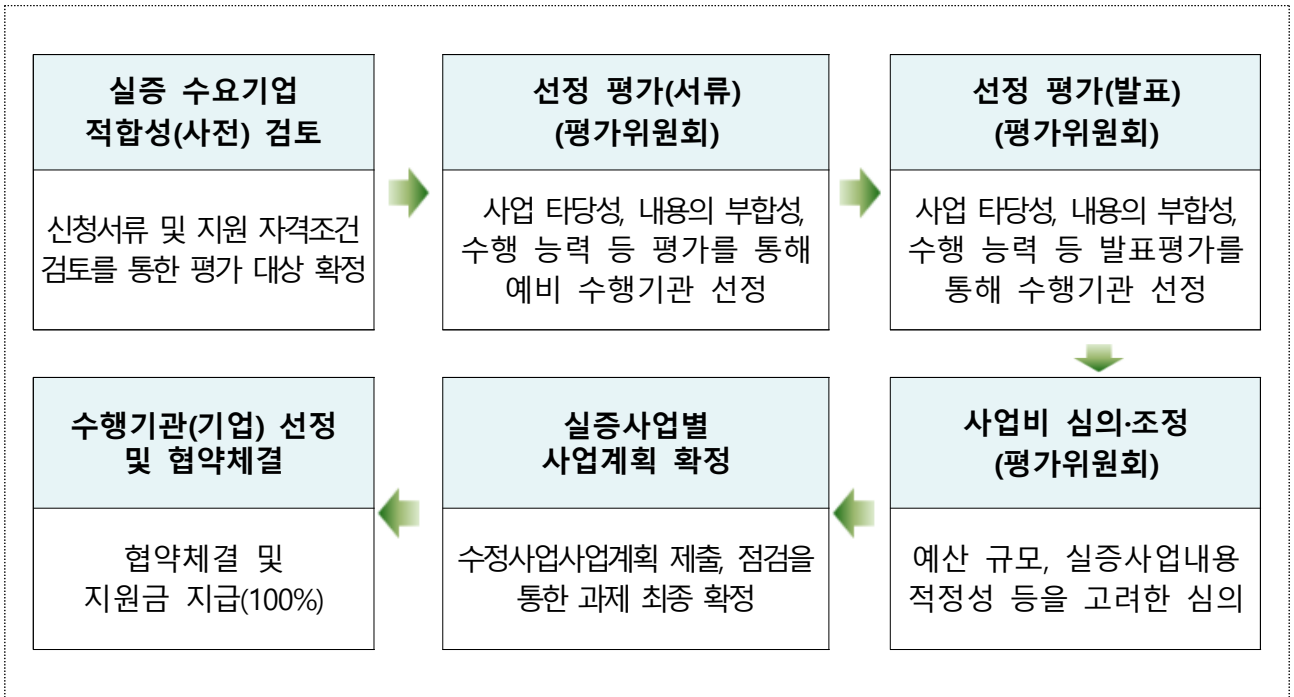 실증 수요기업
적합성(사전) 검토
신청서류 및 지원 자격조건
검토를 통한 평가 대상 확정
선정 평가(서류)
(평가위원회)
사업 타당성, 내용의 부합성,
수행 능력 등 평가를 통해
예비 수행기관 선정
선정 평가(발표)
(평가위원회)
사업 타당성, 내용의 부합성,
수행 능력 등 발표평가를
통해 수행기관 선정
사업비 심의·조정
(평가위원회)
예산 규모, 실증사업내용
적정성 등을 고려한 심의
실증사업별
사업계획 확정
수정사업사업계획 제출, 점검을
통한 과제 최종 확정
수행기관(기업) 선정
및 협약체결
협약체결 및
지원금 지급(100%)